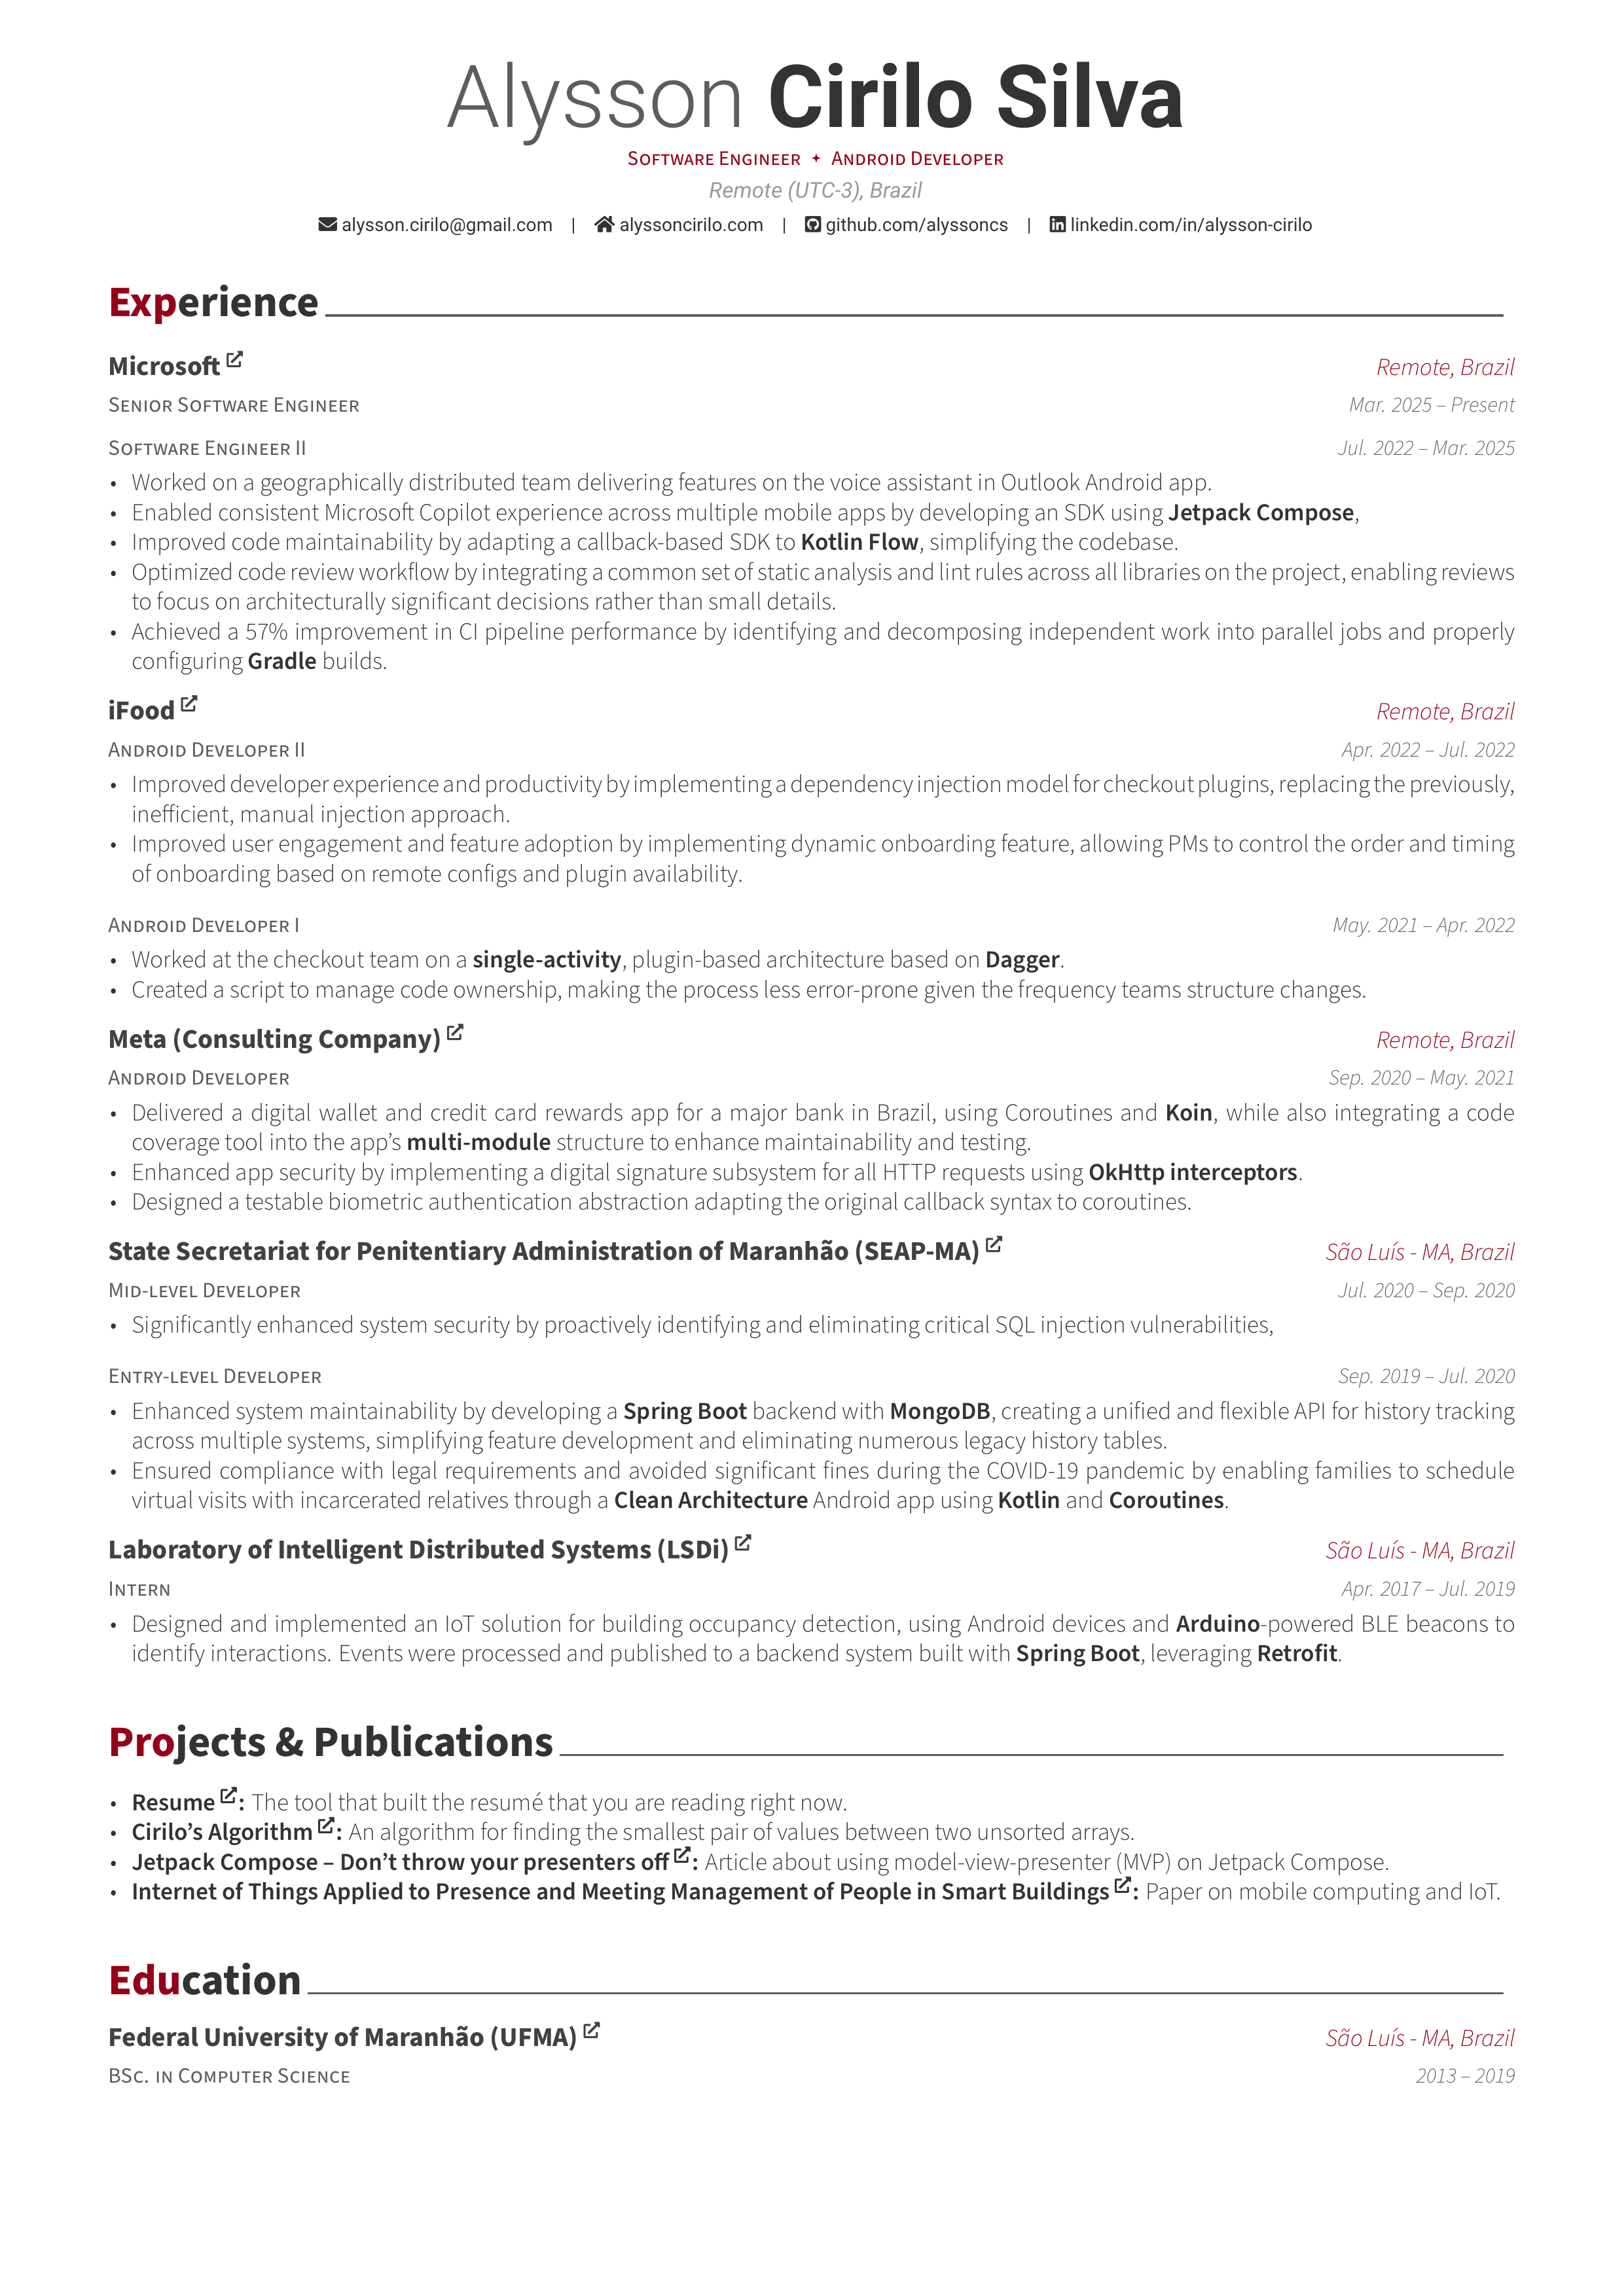 Alysson Cirilo Silva
Software Engineer ✦ Android Developer
Remote (UTC-3), Brazil
alysson.cirilo@gmail.com | alyssoncirilo.com | github.com/alyssoncs | linkedin.com/in/alysson-cirilo
Experience
Microsoft Remote, Brazil
Senior Software Engineer Mar. 2025 – Present
Software Engineer II Jul. 2022 – Mar. 2025
• Worked on a geographically distributed team delivering features on the voice assistant in Outlook Android app.
• Enabled consistent Microsoft Copilot experience across multiple mobile apps by developing an SDK using Jetpack Compose,
• Improved code maintainability by adapting a callback-based SDK to Kotlin Flow, simplifying the codebase.
• Optimized code review workflow by integrating a common set of static analysis and lint rules across all libraries on the project, enabling reviews
to focus on architecturally significant decisions rather than small details.
• Achieved a 57% improvement in CI pipeline performance by identifying and decomposing independent work into parallel jobs and properly
configuring Gradle builds.
iFood Remote, Brazil
Android Developer II Apr. 2022 – Jul. 2022
• Improved developer experience and productivity by implementing a dependency injection model for checkout plugins, replacing the previously,
inefficient, manual injection approach.
• Improved user engagement and feature adoption by implementing dynamic onboarding feature, allowing PMs to control the order and timing
of onboarding based on remote configs and plugin availability.
Android Developer I May. 2021 – Apr. 2022
• Worked at the checkout team on a single-activity, plugin-based architecture based on Dagger.
• Created a script to manage code ownership, making the process less error-prone given the frequency teams structure changes.
Meta (Consulting Company) Remote, Brazil
Android Developer Sep. 2020 – May. 2021
• Delivered a digital wallet and credit card rewards app for a major bank in Brazil, using Coroutines and Koin, while also integrating a code
coverage tool into the app’s multi-module structure to enhance maintainability and testing.
• Enhanced app security by implementing a digital signature subsystem for all HTTP requests using OkHttp interceptors.
• Designed a testable biometric authentication abstraction adapting the original callback syntax to coroutines.
State Secretariat for Penitentiary Administration of Maranhão (SEAP-MA) São Luís - MA, Brazil
Mid-level Developer Jul. 2020 – Sep. 2020
• Significantly enhanced system security by proactively identifying and eliminating critical SQL injection vulnerabilities,
Entry-level Developer Sep. 2019 – Jul. 2020
• Enhanced system maintainability by developing a Spring Boot backend with MongoDB, creating a unified and flexible API for history tracking
across multiple systems, simplifying feature development and eliminating numerous legacy history tables.
• Ensured compliance with legal requirements and avoided significant fines during the COVID-19 pandemic by enabling families to schedule
virtual visits with incarcerated relatives through a Clean Architecture Android app using Kotlin and Coroutines.
Laboratory of Intelligent Distributed Systems (LSDi) São Luís - MA, Brazil
Intern Apr. 2017 – Jul. 2019
• Designed and implemented an IoT solution for building occupancy detection, using Android devices and Arduino-powered BLE beacons to
identify interactions. Events were processed and published to a backend system built with Spring Boot, leveraging Retrofit.
Projects & Publications
• Resume: The tool that built the resumé that you are reading right now.
• Cirilo’s Algorithm: An algorithm for finding the smallest pair of values between two unsorted arrays.
• Jetpack Compose – Don’t throw your presenters off: Article about using model-view-presenter (MVP) on Jetpack Compose.
• Internet of Things Applied to Presence and Meeting Management of People in Smart Buildings: Paper on mobile computing and IoT.
Education
Federal University of Maranhão (UFMA) São Luís - MA, Brazil
BSc. in Computer Science 2013 – 2019